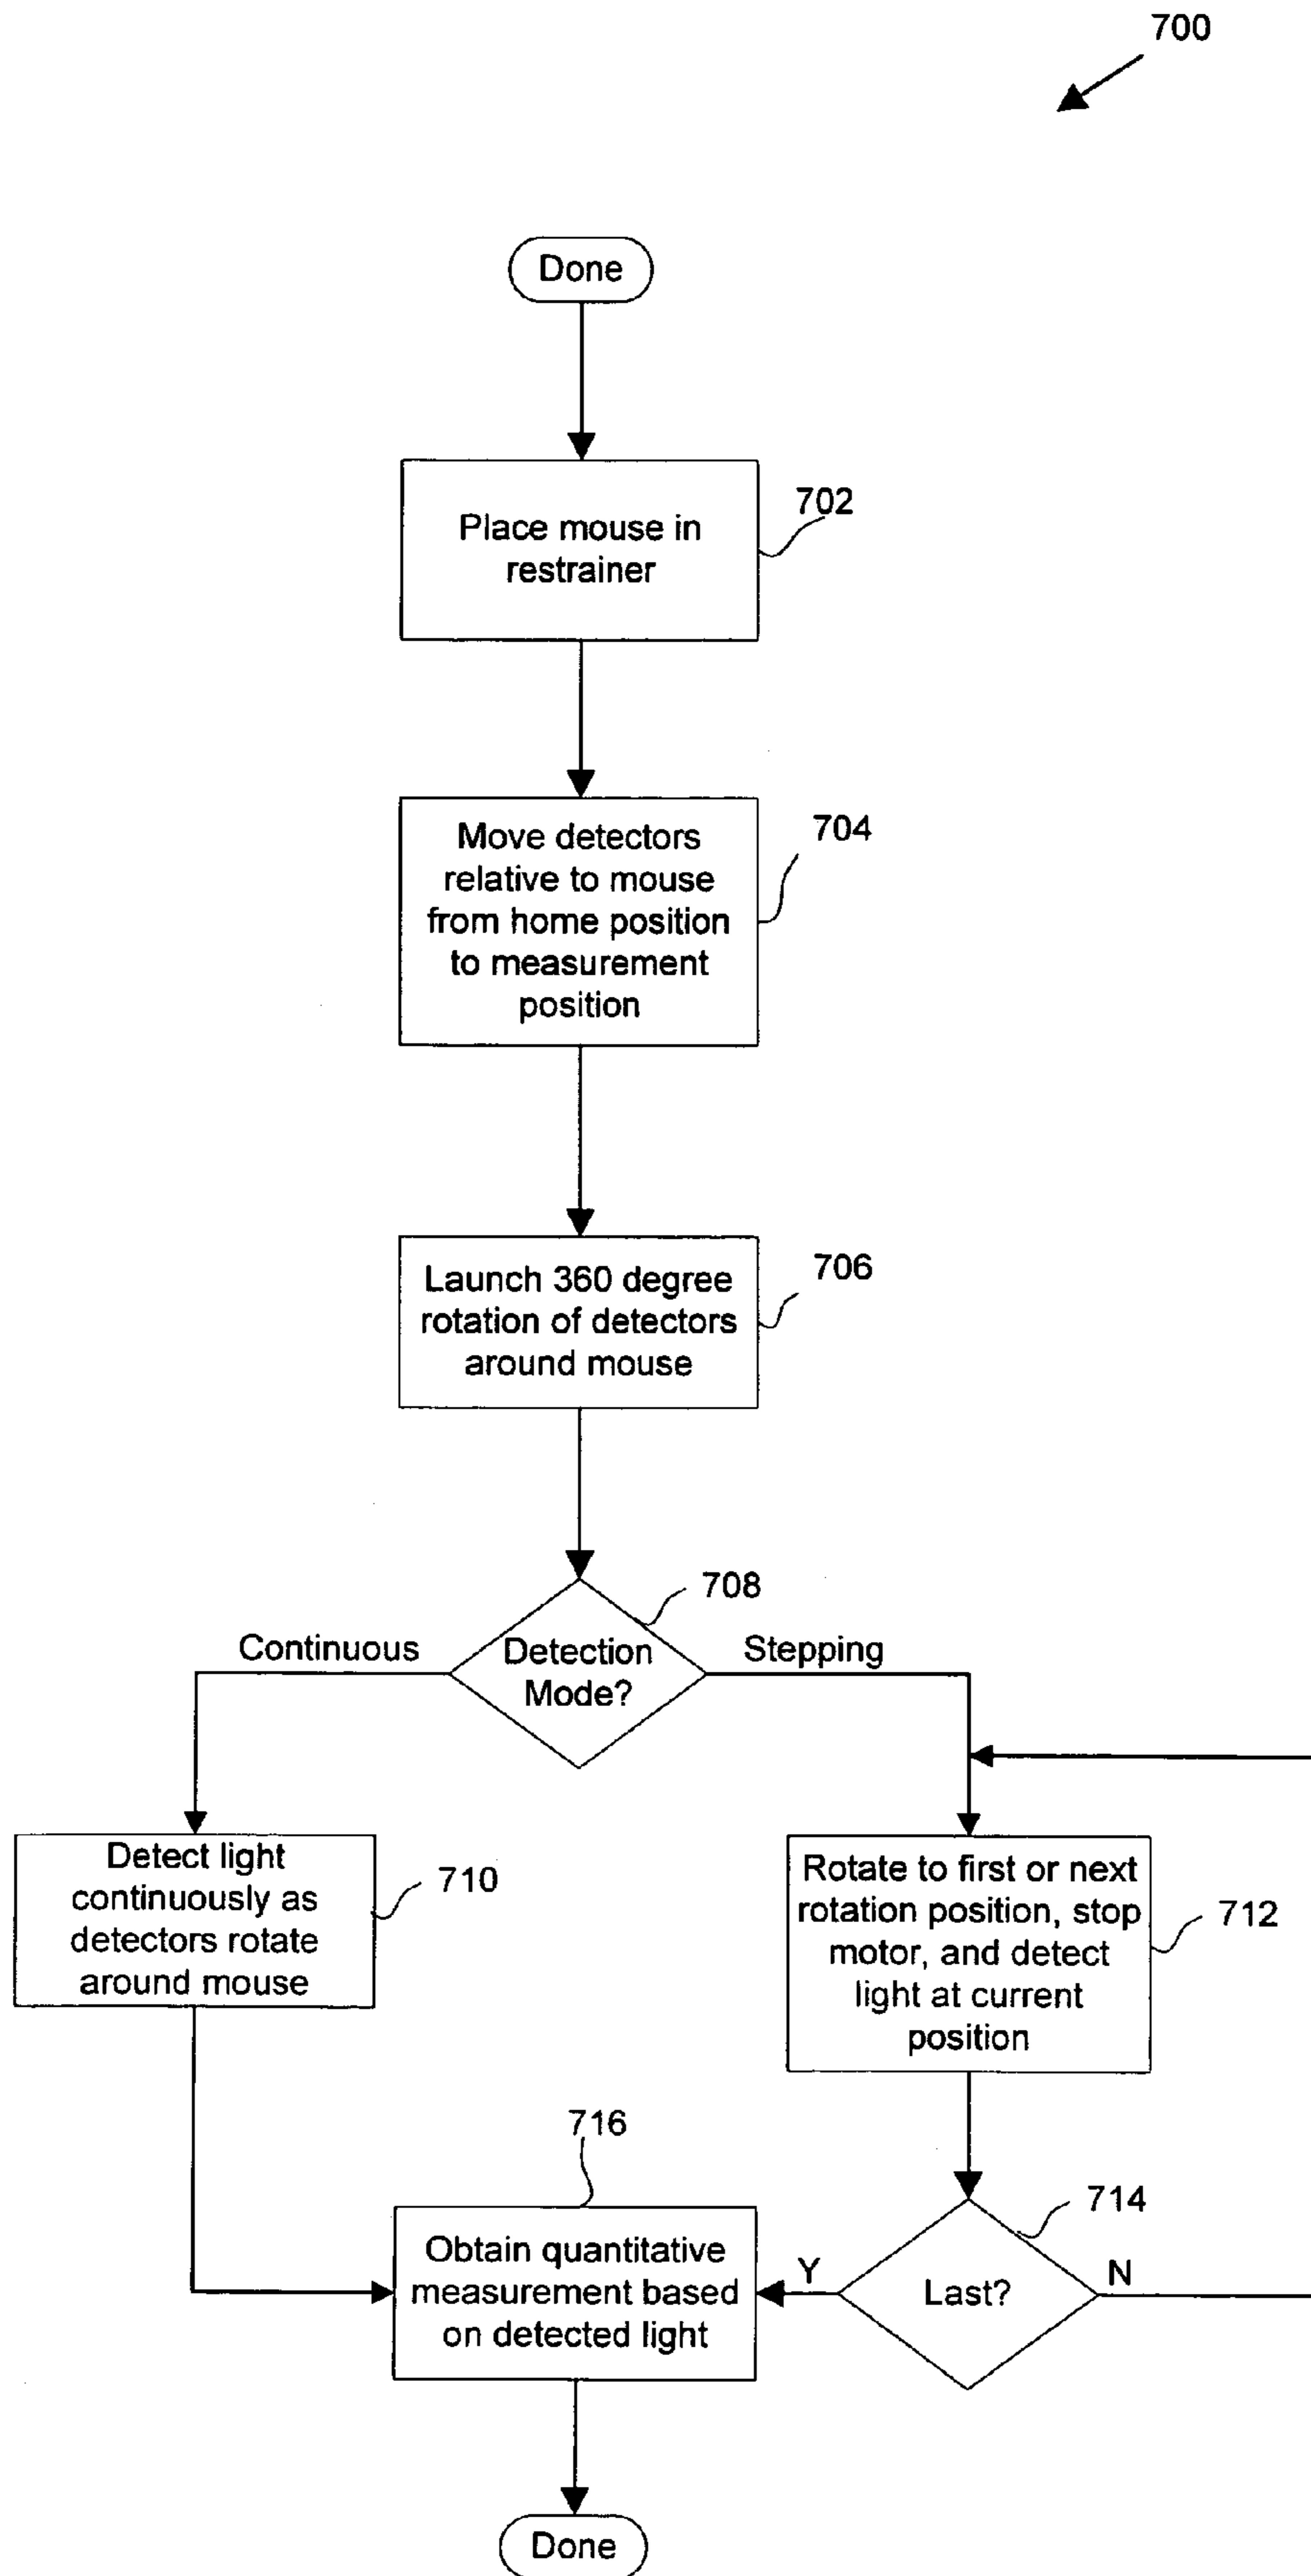 700
Done
Place mouse in
restrainer
702
Move detectors
relative to mouse
from home position
to measurement
position
704
Launch 360 degree
rotation of detectors
around mouse
706
708
Continuous
Detection
Mode?
Stepping
Detect light
continuously as
detectors rotate
around mouse
710
Rotate to first or next
rotation position, stop
motor, and detect
light at current
position
712
716
Obtain quantitative
measurement based
on detected light
714
Y
Last?
N
Done